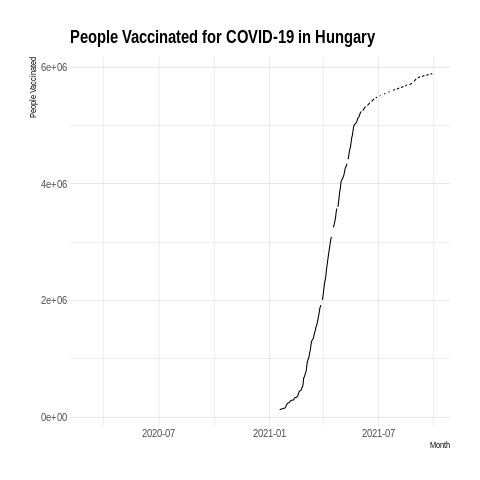 People Vaccinated for COVID-19 in Hungary
People Vaccinated
6e+06
4e+06
2e+06
0e+00
2020-07 2021-01 2021-07
Month